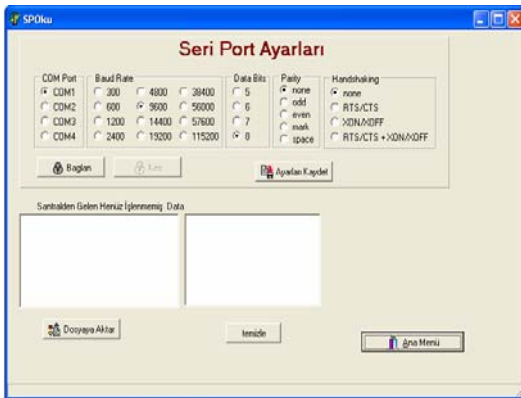 SPOku
Seri Port Ayarları
COM Port Baud Rate Data Bits Parity Handshaking
COM1 300 4800 38400 5 none none
COM2 600 9600 56000 6 odd RTS/CTS
COM3 1200 14400 57600 7 even XON/XOFF
COM4 2400 19200 115200 8 mark RTS/CTS +XON/XOFF
space
Baglan Kes Ayarları Kaydet
Santralden Gelen Henüz İşlenmemiş Data
Dosyaya Aktar temizle Ana Menü